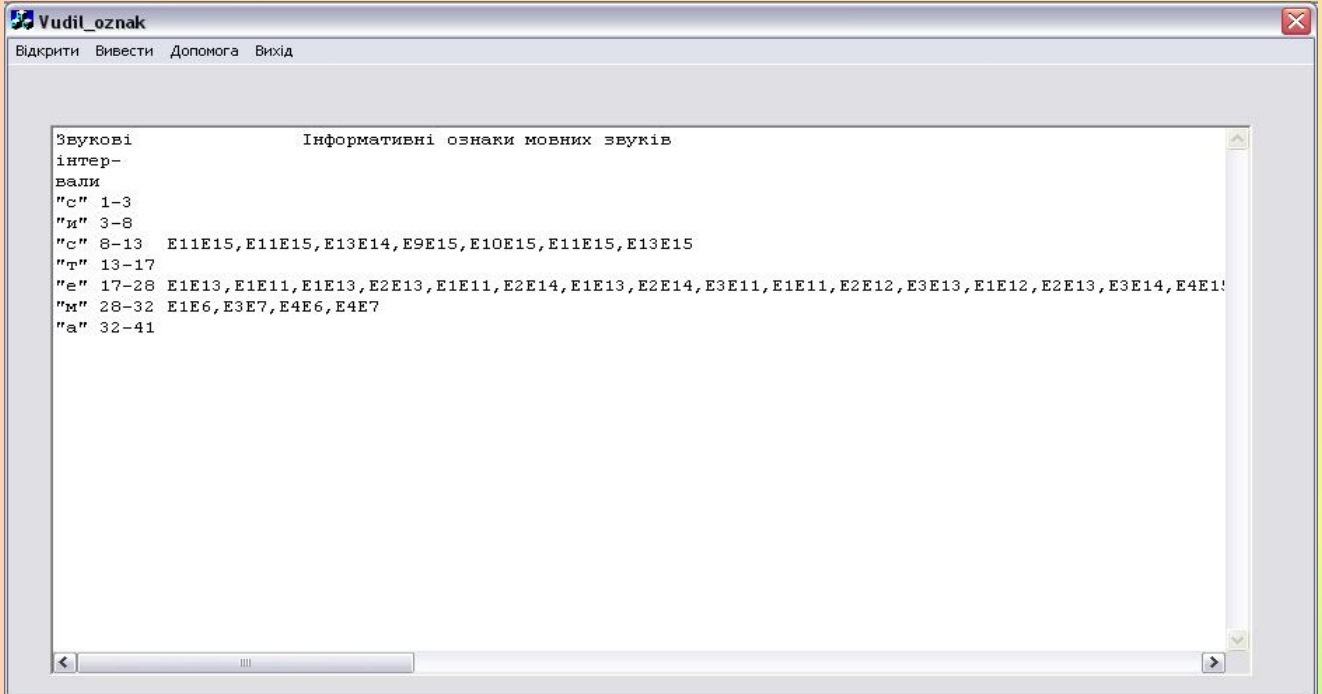 Vudil_oznak
Відкрити Вивести Допомога Вихід
Звукові Інформативні ознаки мовних звуків
інтер-
вали
"с" 1-3
"и" 3-8
"с" 8-13 E11E15,E11E15,E13E14,E9E15,E10E15,E11E15,E13E15
"т" 13-17
"е" 17-28 E1E13,E1E11,E1E13,E2E13,E1E11,E2E14,E1E13,E2E14,E3E11,E1E11,E2E12,E3E13,E1E12,E2E13,E3E14,
"м" 28-32 E1E6,E3E7,E4E6,E4E7
"а" 32-41